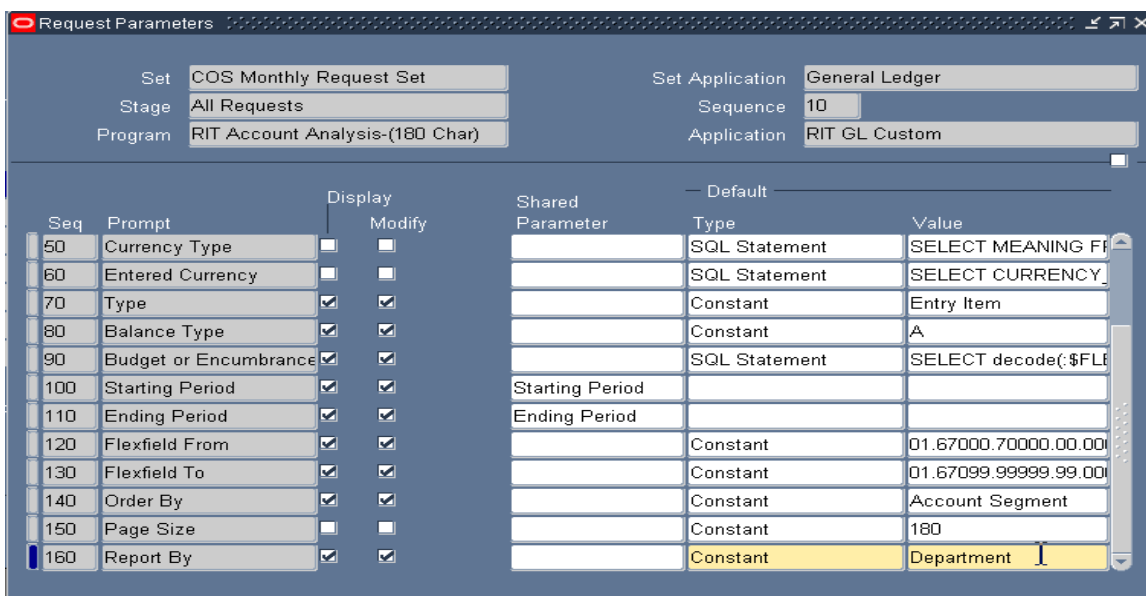 Request Parameters
Set COS Monthly Request Set Set Application General Ledger
Stage All Requests Sequence 10
Program RIT Account Analysis-(180 Char) Application RIT GL Custom
Display Shared Default
Seq Prompt Modify Parameter Type Value
50 Currency Type SQL Statement SELECT MEANING FR
60 Entered Currency SQL Statement SELECT CURRENCY_
70 Type Constant Entry Item
80 Balance Type Constant A
90 Budget or Encumbrance SQL Statement SELECT decode(:$FLE
100 Starting Period Starting Period
110 Ending Period Ending Period
120 Flexfield From Constant 01.67000.70000.00.000
130 Flexfield To Constant 01.67099.99999.99.000
140 Order By Constant Account Segment
150 Page Size Constant 180
160 Report By Constant Department